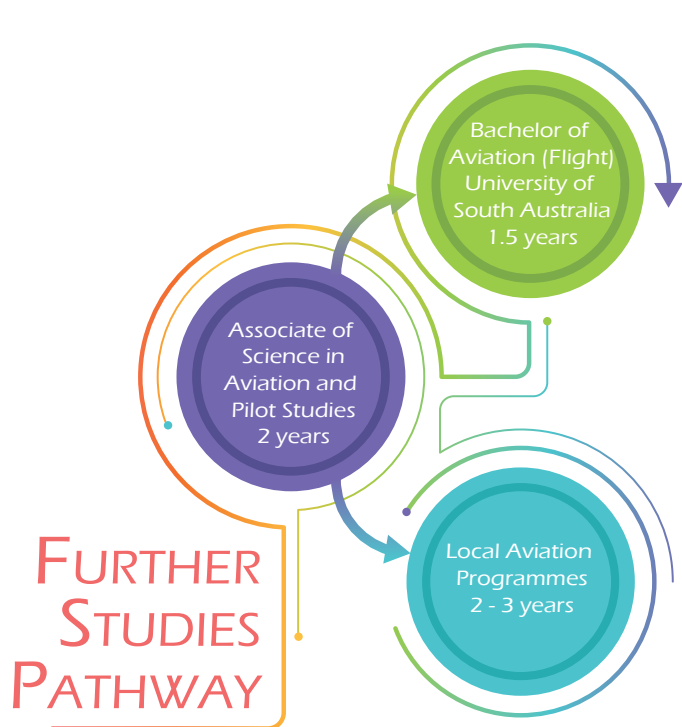 Bachelor of
Aviation (Flight)
University of
South Australia
1.5 years
Associate of
Science in
Aviation and
Pilot Studies
2 years
Local Aviation
Programmes
2 - 3 years
FURTHER
STUDIES
PATHWAY